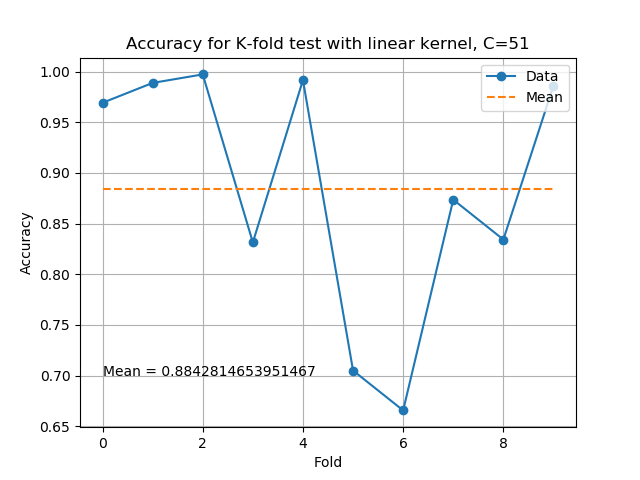 Accuracy for K-fold test with linear kernel, C=51
1.00
0.95
0.90
0.85
0.80
0.75
0.70
0.65
Accuracy
Data
Mean
Mean = 0.8842814653951467
0
2
4
6
8
Fold